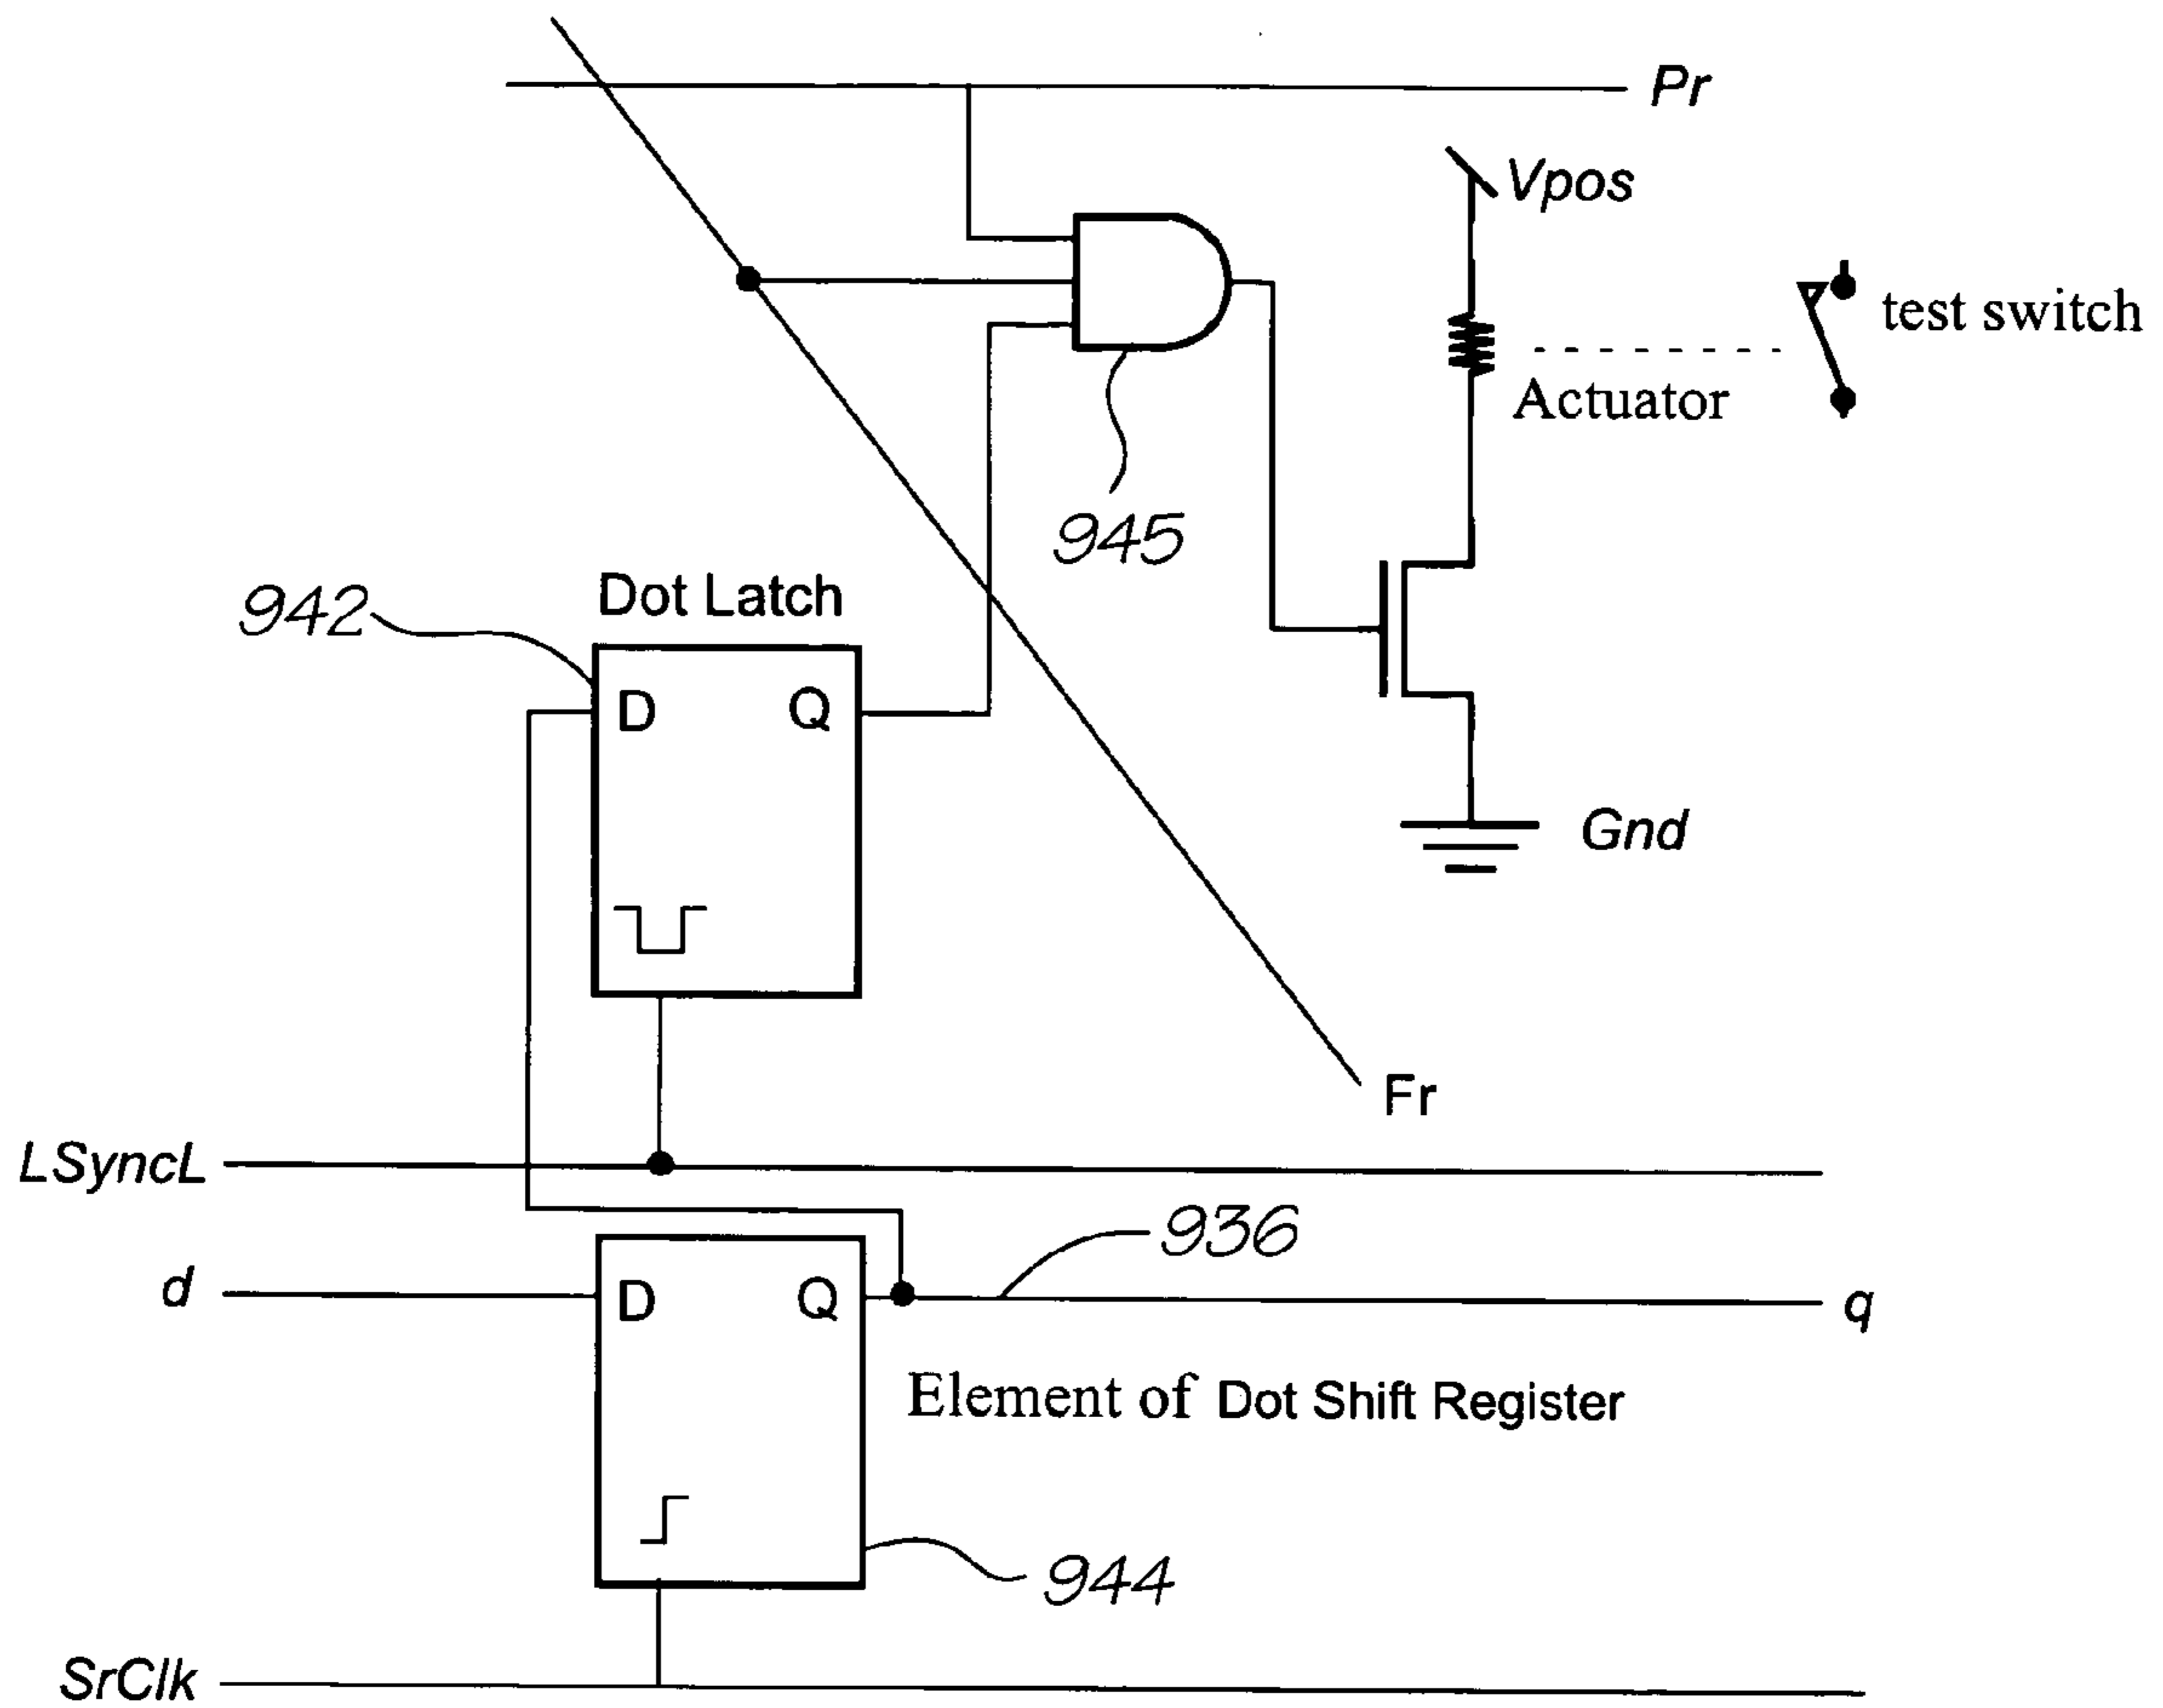 Pr
Vpos
test switch
Actuator
945
Dot Latch
942
D Q
Gnd
Fr
LSyncL
936
d
D Q
q
Element of Dot Shift Register
944
SrClk